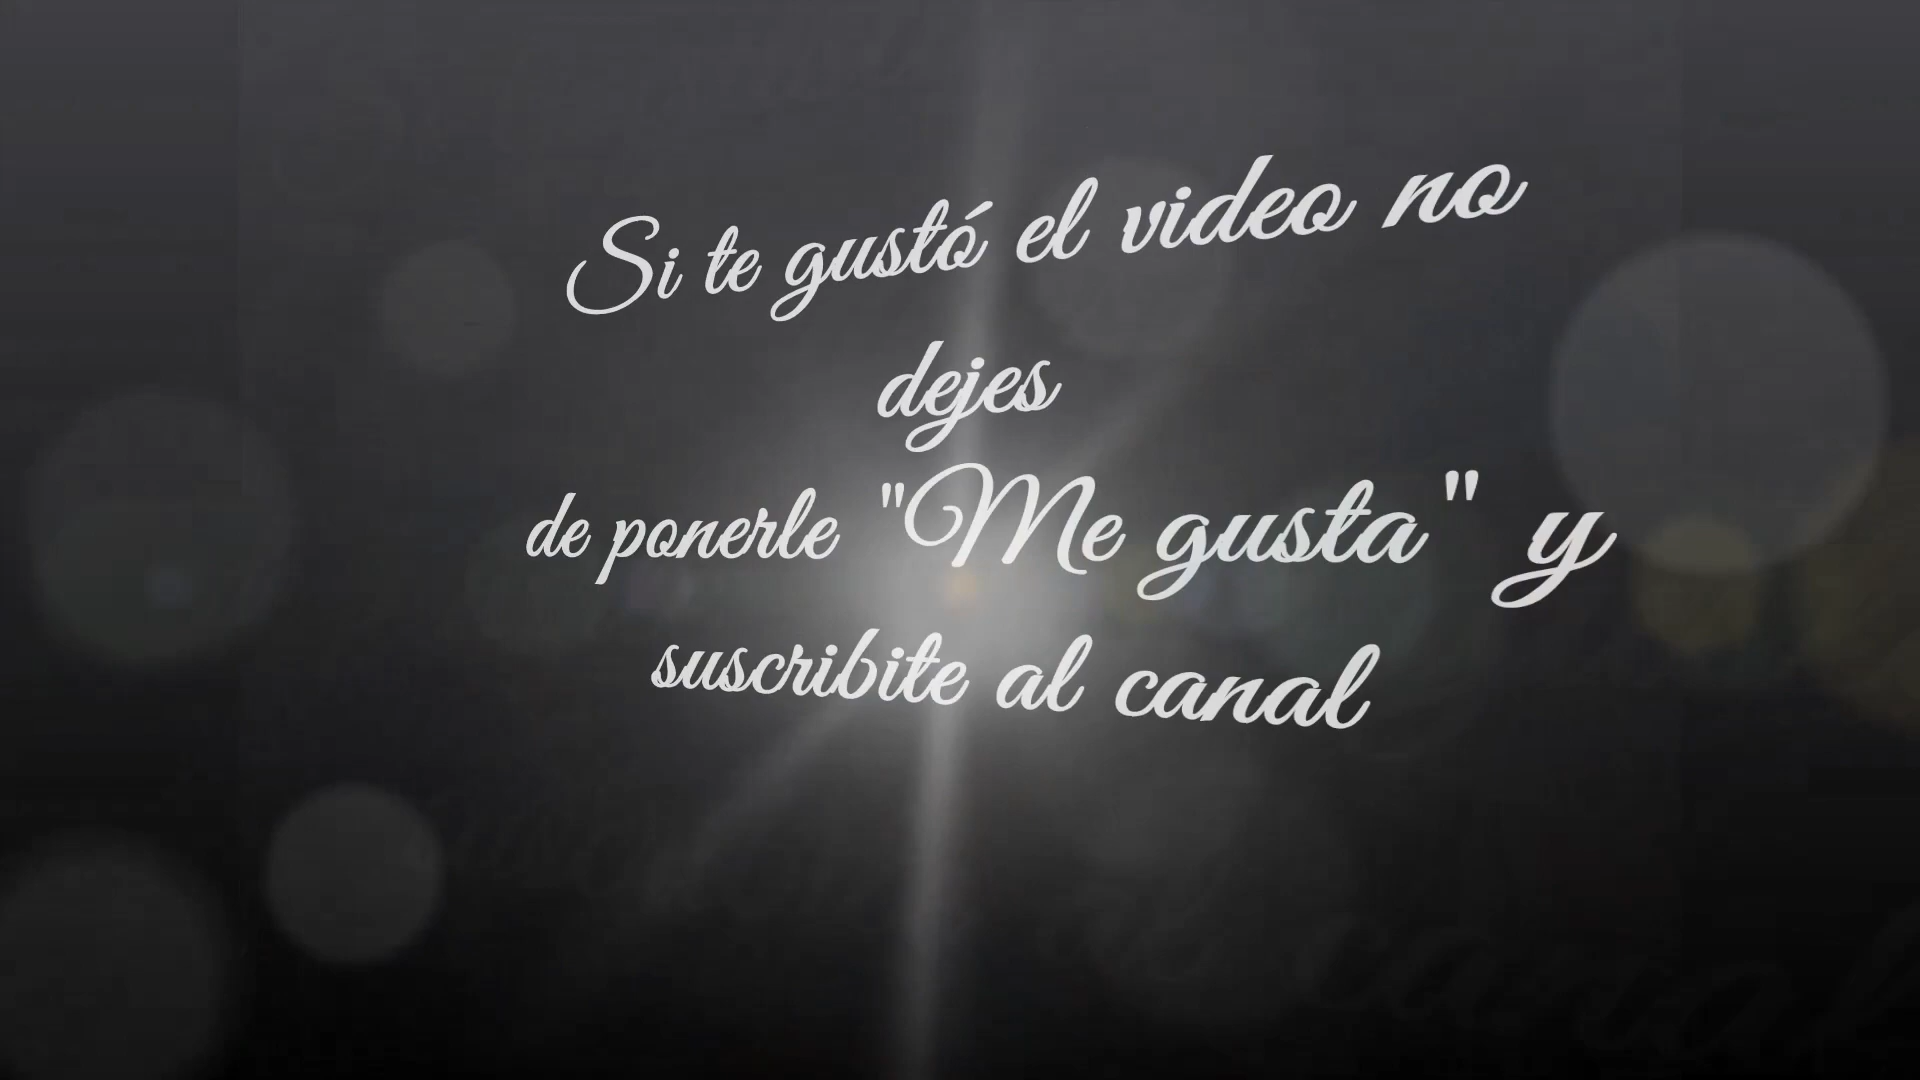 Si te gustó el video no
dejes
de ponerle "Me gusta" y
suscribite al canal